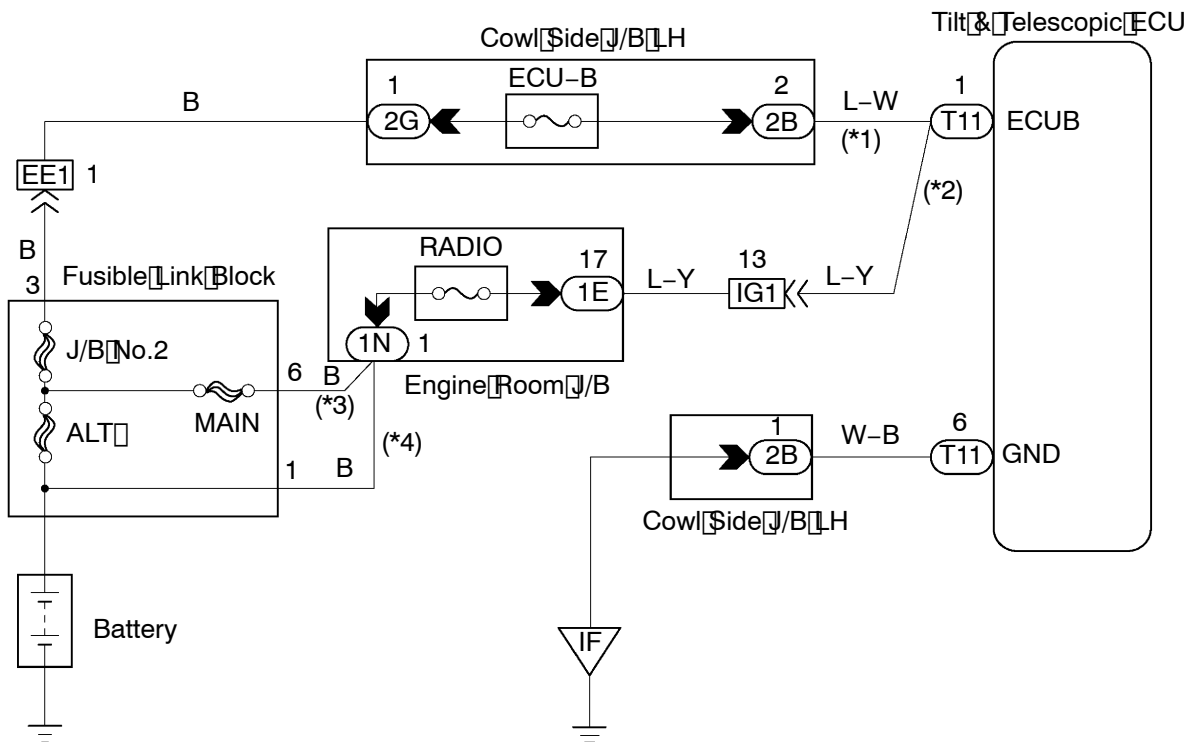 Tilt & Telescopic ECU
Cowl Side J/B LH
ECU–B
1
2
1
B
2G
2B
L–W
T11
ECUB
(*1)
EE1
1
(*2)
B
RADIO
17
13
3
Fusible Link Block
L–Y
L–Y
1E
IG1
J/B No.2
1N
1
6
B
Engine Room J/B
(*3)
MAIN
ALT
(*4)
1
6
W–B
2B
T11
GND
1
B
Cowl Side J/B LH
Battery
IF